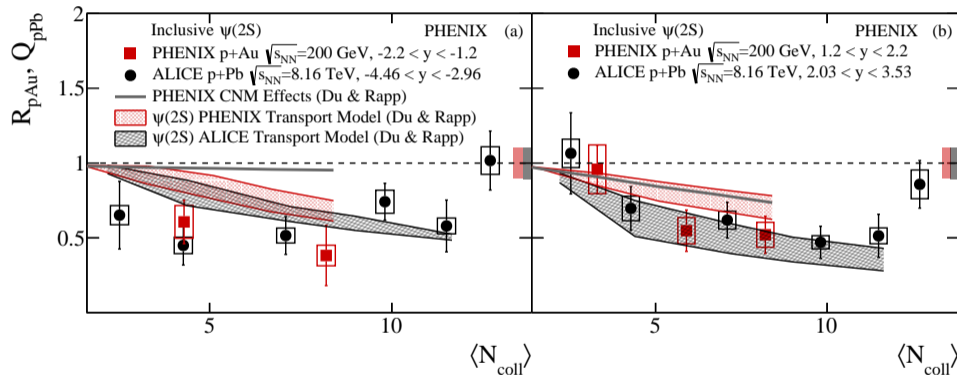 R_pAu, Q_pPb
2
1.5
1
0.5
Inclusive ψ(2S) PHENIX (a)
PHENIX p+Au √s_NN=200 GeV, -2.2 < y < -1.2
ALICE p+Pb √s_NN=8.16 TeV, -4.46 < y < -2.96
PHENIX CNM Effects (Du & Rapp)
ψ(2S) PHENIX Transport Model (Du & Rapp)
ψ(2S) ALICE Transport Model (Du & Rapp)
5 10
⟨N_coll⟩
Inclusive ψ(2S) PHENIX (b)
PHENIX p+Au √s_NN=200 GeV, 1.2 < y < 2.2
ALICE p+Pb √s_NN=8.16 TeV, 2.03 < y < 3.53
5 10
⟨N_coll⟩